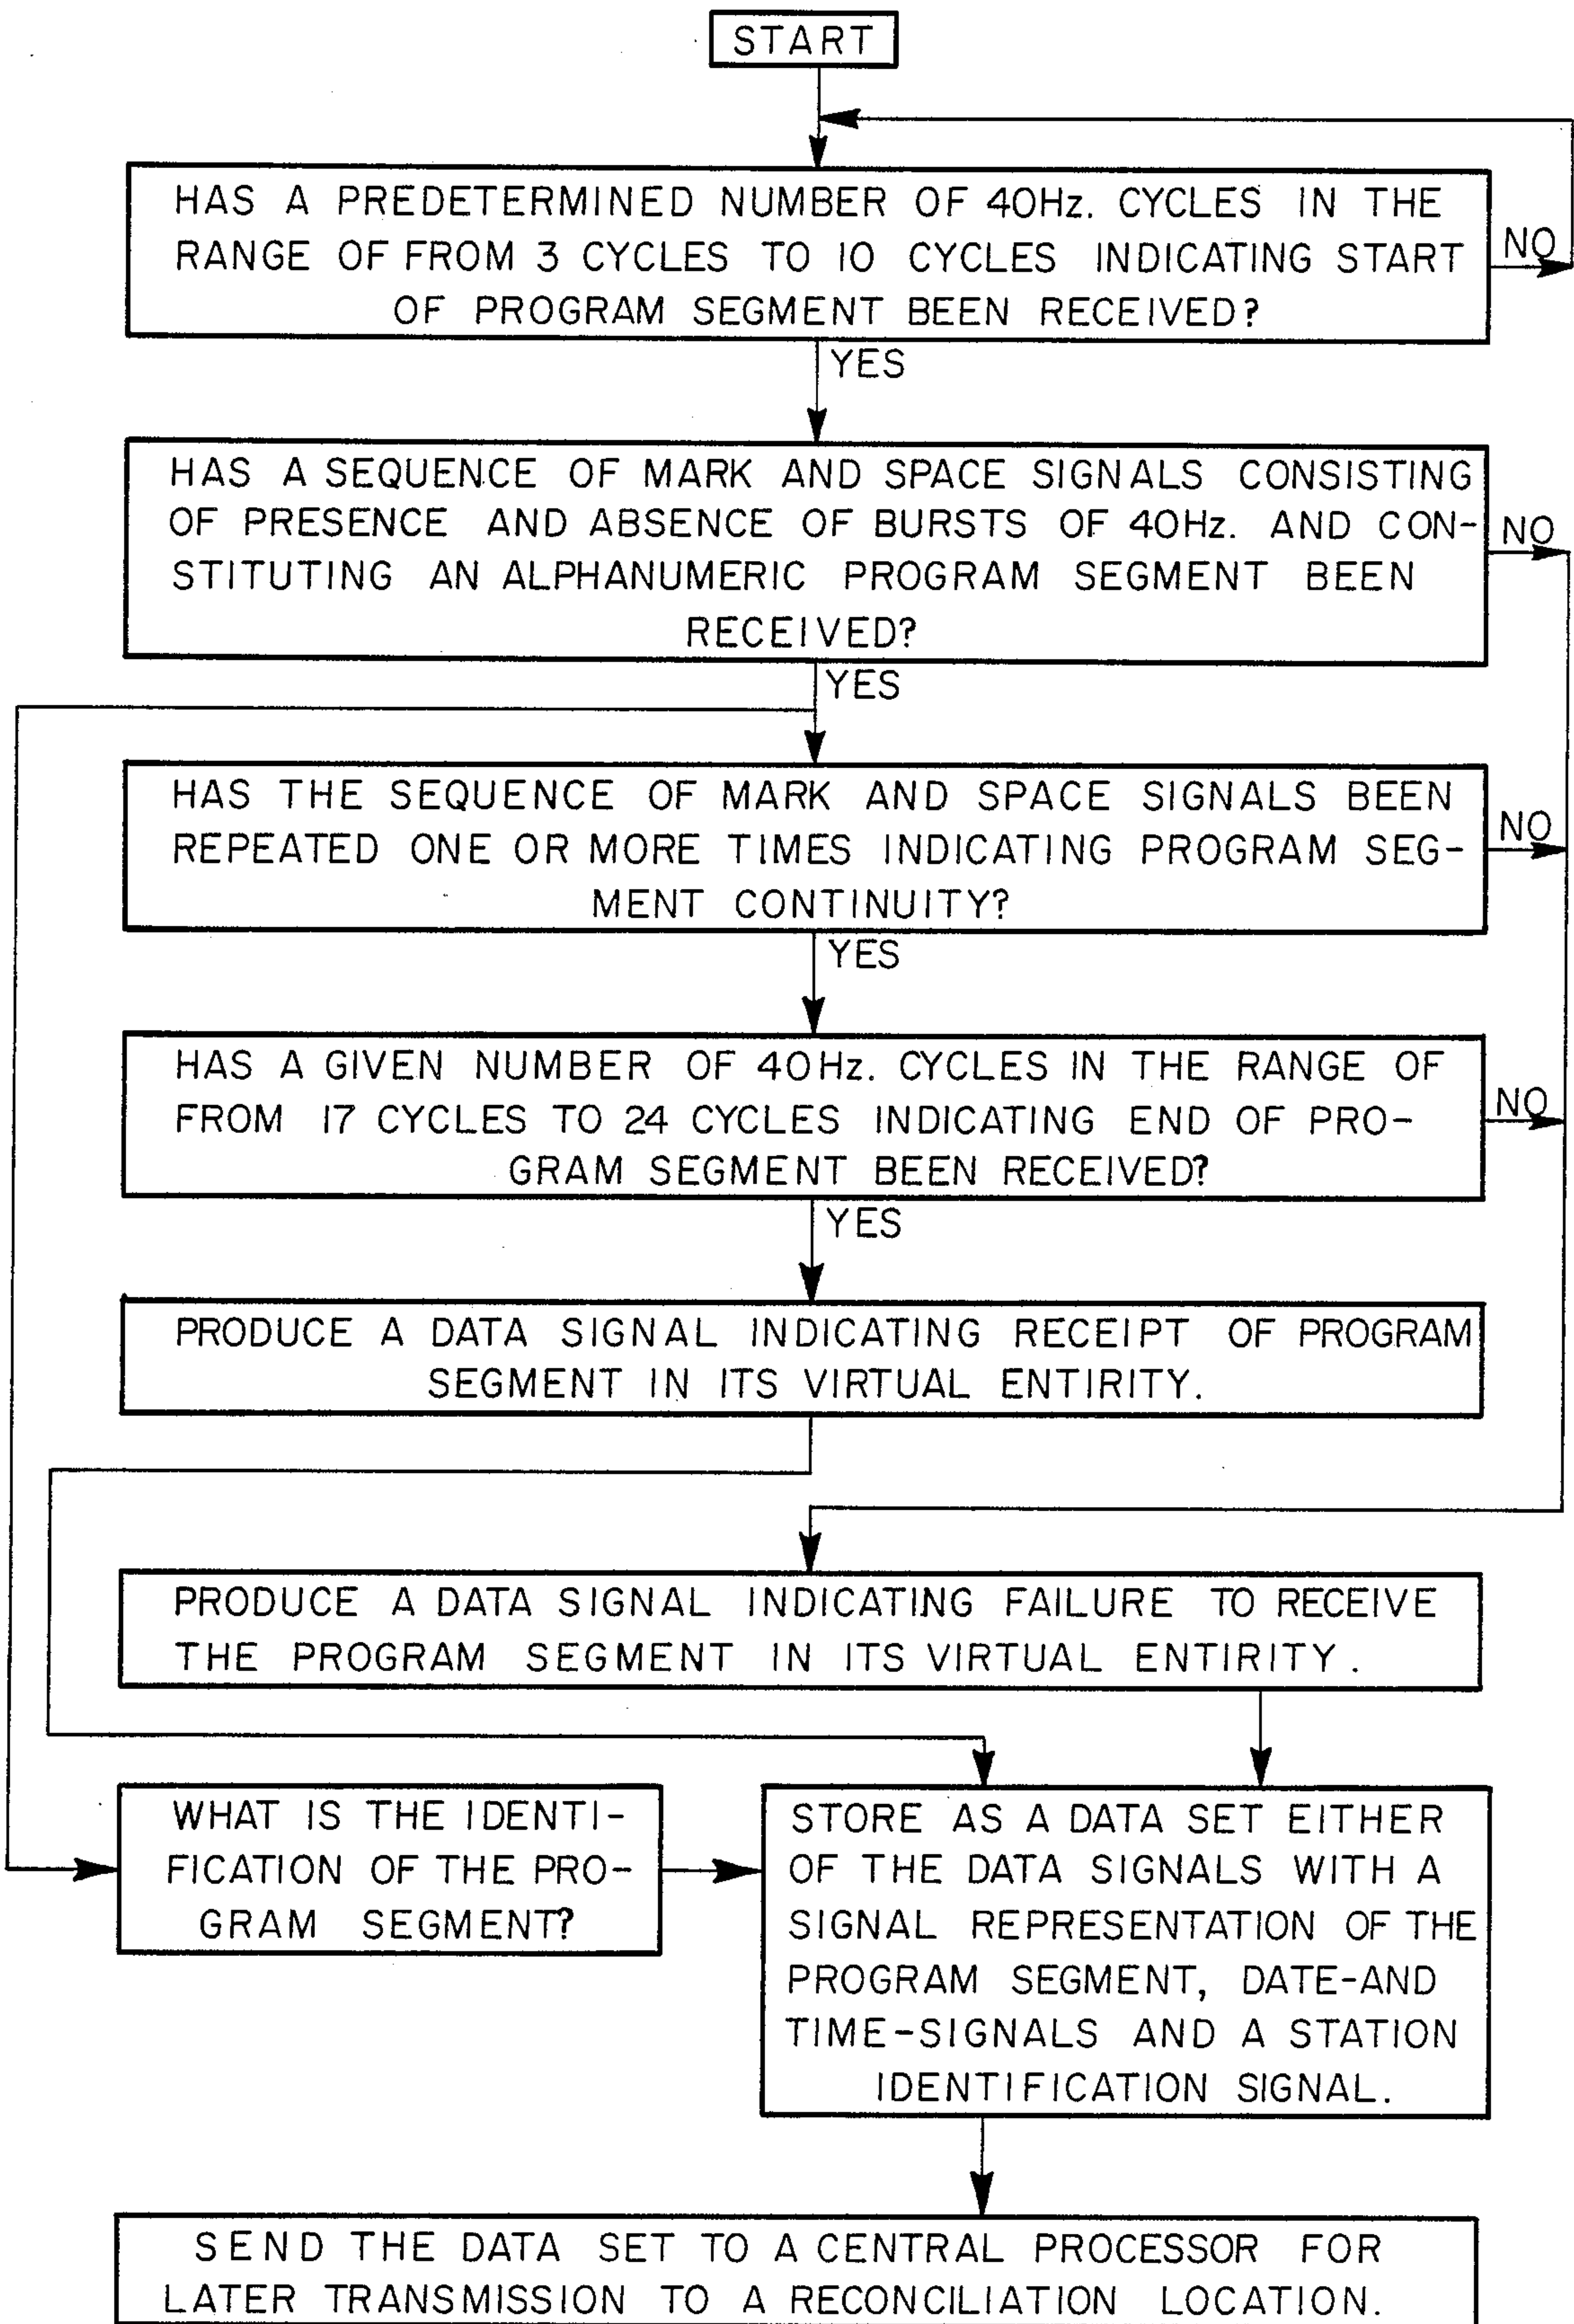 START
HAS A PREDETERMINED NUMBER OF 40Hz. CYCLES IN THE
RANGE OF FROM 3 CYCLES TO 10 CYCLES INDICATING START
OF PROGRAM SEGMENT BEEN RECEIVED?
NO
YES
HAS A SEQUENCE OF MARK AND SPACE SIGNALS CONSISTING
OF PRESENCE AND ABSENCE OF BURSTS OF 40Hz. AND CON-
STITUTING AN ALPHANUMERIC PROGRAM SEGMENT BEEN
RECEIVED?
NO
YES
HAS THE SEQUENCE OF MARK AND SPACE SIGNALS BEEN
REPEATED ONE OR MORE TIMES INDICATING PROGRAM SEG-
MENT CONTINUITY?
NO
YES
HAS A GIVEN NUMBER OF 40Hz. CYCLES IN THE RANGE OF
FROM 17 CYCLES TO 24 CYCLES INDICATING END OF PRO-
GRAM SEGMENT BEEN RECEIVED?
NO
YES
PRODUCE A DATA SIGNAL INDICATING RECEIPT OF PROGRAM
SEGMENT IN ITS VIRTUAL ENTIRITY.
PRODUCE A DATA SIGNAL INDICATING FAILURE TO RECEIVE
THE PROGRAM SEGMENT IN ITS VIRTUAL ENTIRITY.
WHAT IS THE IDENTI-
FICATION OF THE PRO-
GRAM SEGMENT?
STORE AS A DATA SET EITHER
OF THE DATA SIGNALS WITH A
SIGNAL REPRESENTATION OF THE
PROGRAM SEGMENT, DATE-AND
TIME-SIGNALS AND A STATION
IDENTIFICATION SIGNAL.
SEND THE DATA SET TO A CENTRAL PROCESSOR FOR
LATER TRANSMISSION TO A RECONCILIATION LOCATION.